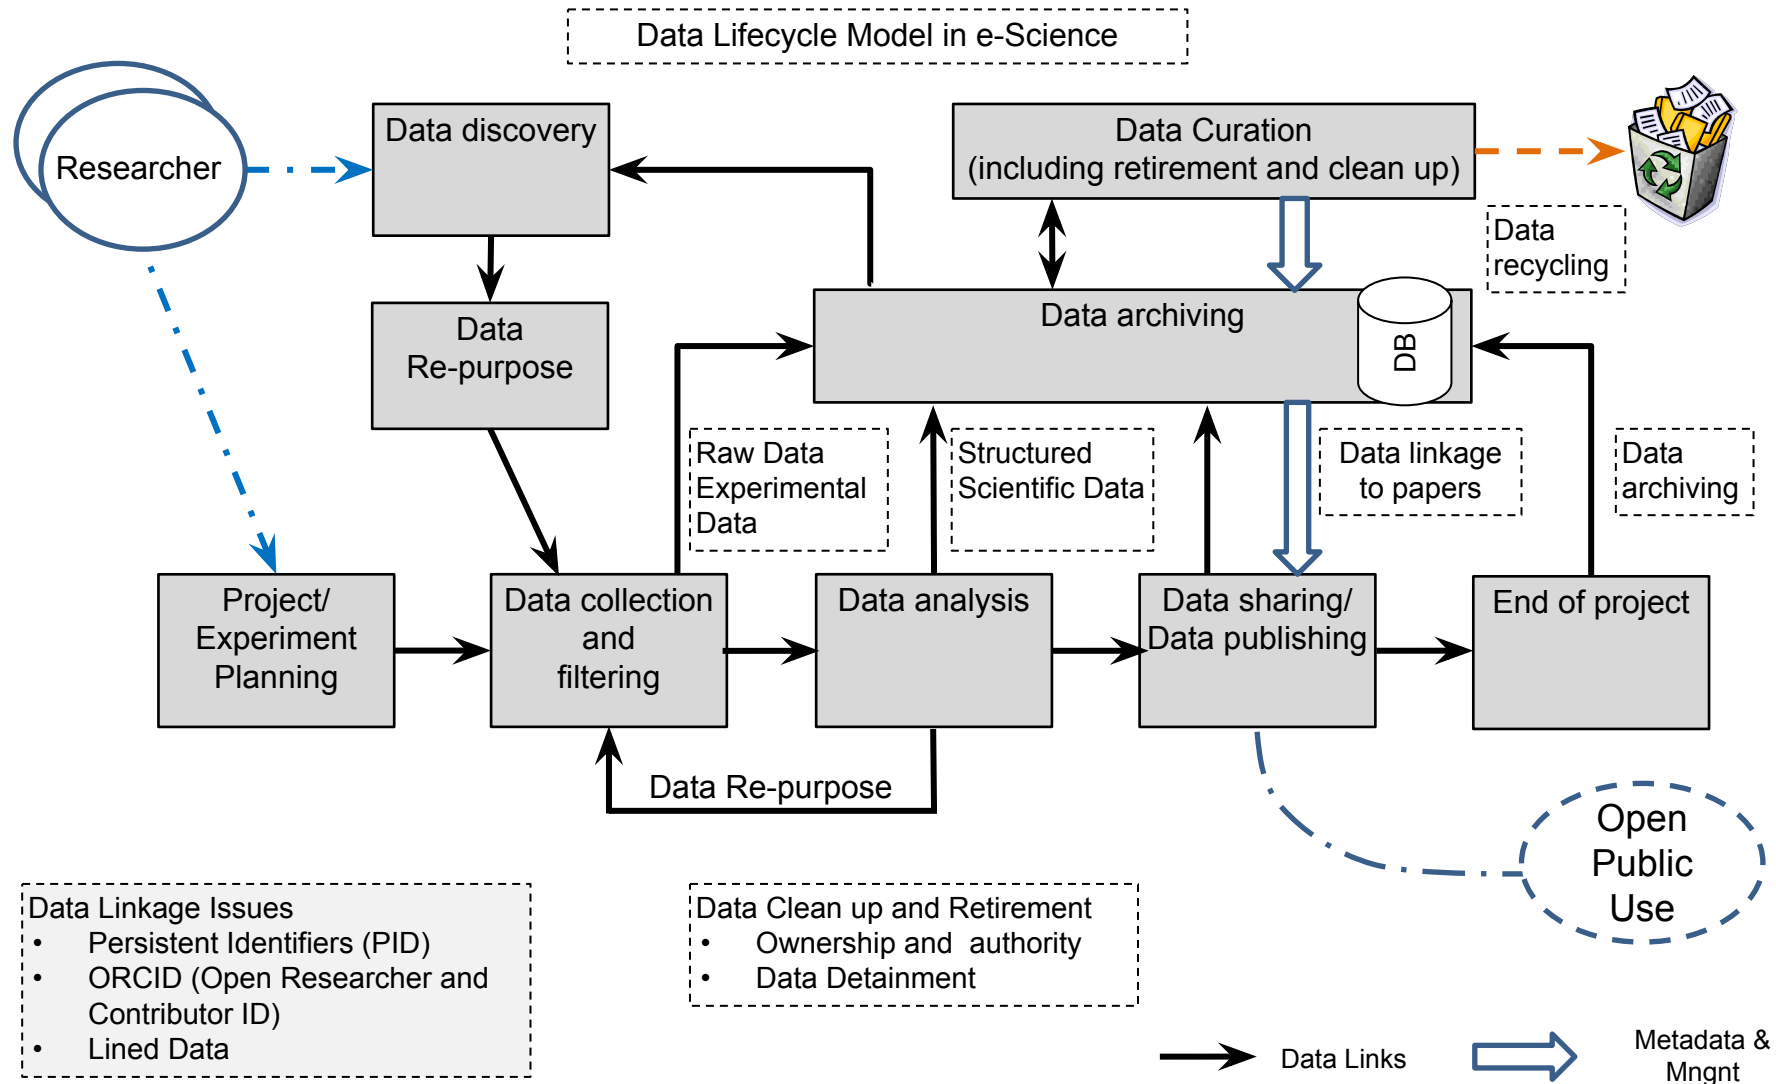 Data Lifecycle Model in e-Science
Researcher
Data discovery
Data Curation
(including retirement and clean up)
Data
recycling
Data
Re-purpose
Data archiving
DB
Raw Data
Experimental
Data
Structured
Scientific Data
Data linkage
to papers
Data
archiving
Project/
Experiment
Planning
Data collection
and
filtering
Data analysis
Data sharing/
Data publishing
End of project
Data Re-purpose
Open
Public
Use
Data Linkage Issues
• Persistent Identifiers (PID)
• ORCID (Open Researcher and
Contributor ID)
• Lined Data
Data Clean up and Retirement
• Ownership and  authority
• Data Detainment
Data Links
Metadata &
Mngnt